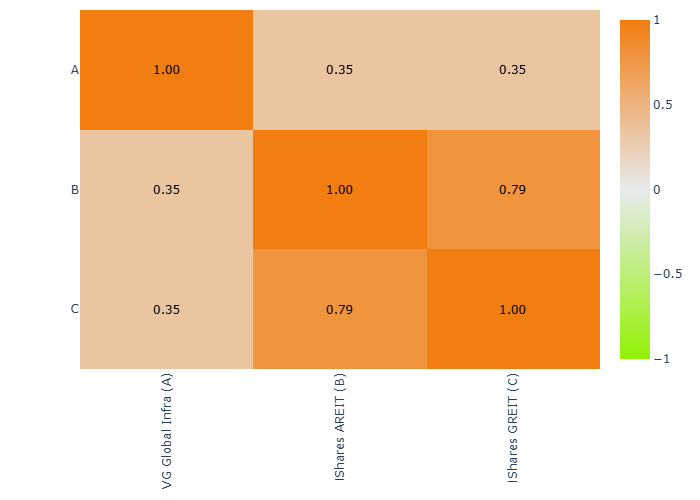 A 1.00 0.35 0.35
B 0.35 1.00 0.79
C 0.35 0.79 1.00
VG Global Infra (A)
IShares AREIT (B)
IShares GREIT (C)
1
0.5
0
−0.5
−1